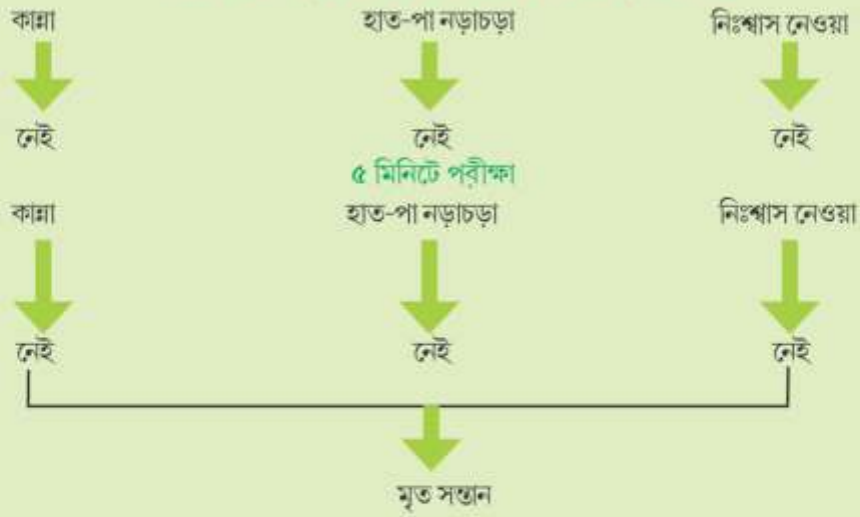 কান্না হাত-পা নড়াচড়া নিঃশ্বাস নেওয়া
নেই নেই নেই
৫ মিনিটে পরীক্ষা
কান্না হাত-পা নড়াচড়া নিঃশ্বাস নেওয়া
নেই নেই নেই
মৃত সন্তান